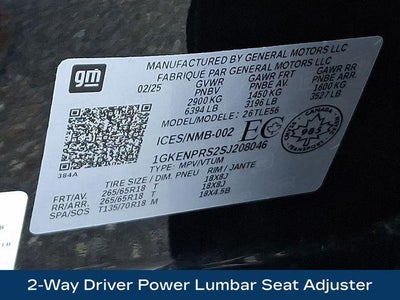 gm
MANUFACTURED BY GENERAL MOTORS LLC
FABRIQUE PAR GENERAL MOTORS LLC
02/25
GVWR GAWR FRT GAWR RR
PNBV PNBE AV. PNBE ARR.
2900 KG 1450 KG 1600 KG
6394 LB 3196 LB 3527 LB
MODEL/MODELE: 26TLE56
ICES/NMB-002
1GKENPRS2SJ208046
TYPE: MPV/VTUM
EC
384A
TIRE SIZE/DIM. PNEU RIM / JANTE
FRT/AV. 265/65R18 T 18X8J
RR/ARR. 265/65R18 T 18X8J
SPA/SOS T135/70R18 M 18X4.5B
CANADA
TRANSPORT
2-Way Driver Power Lumbar Seat Adjuster